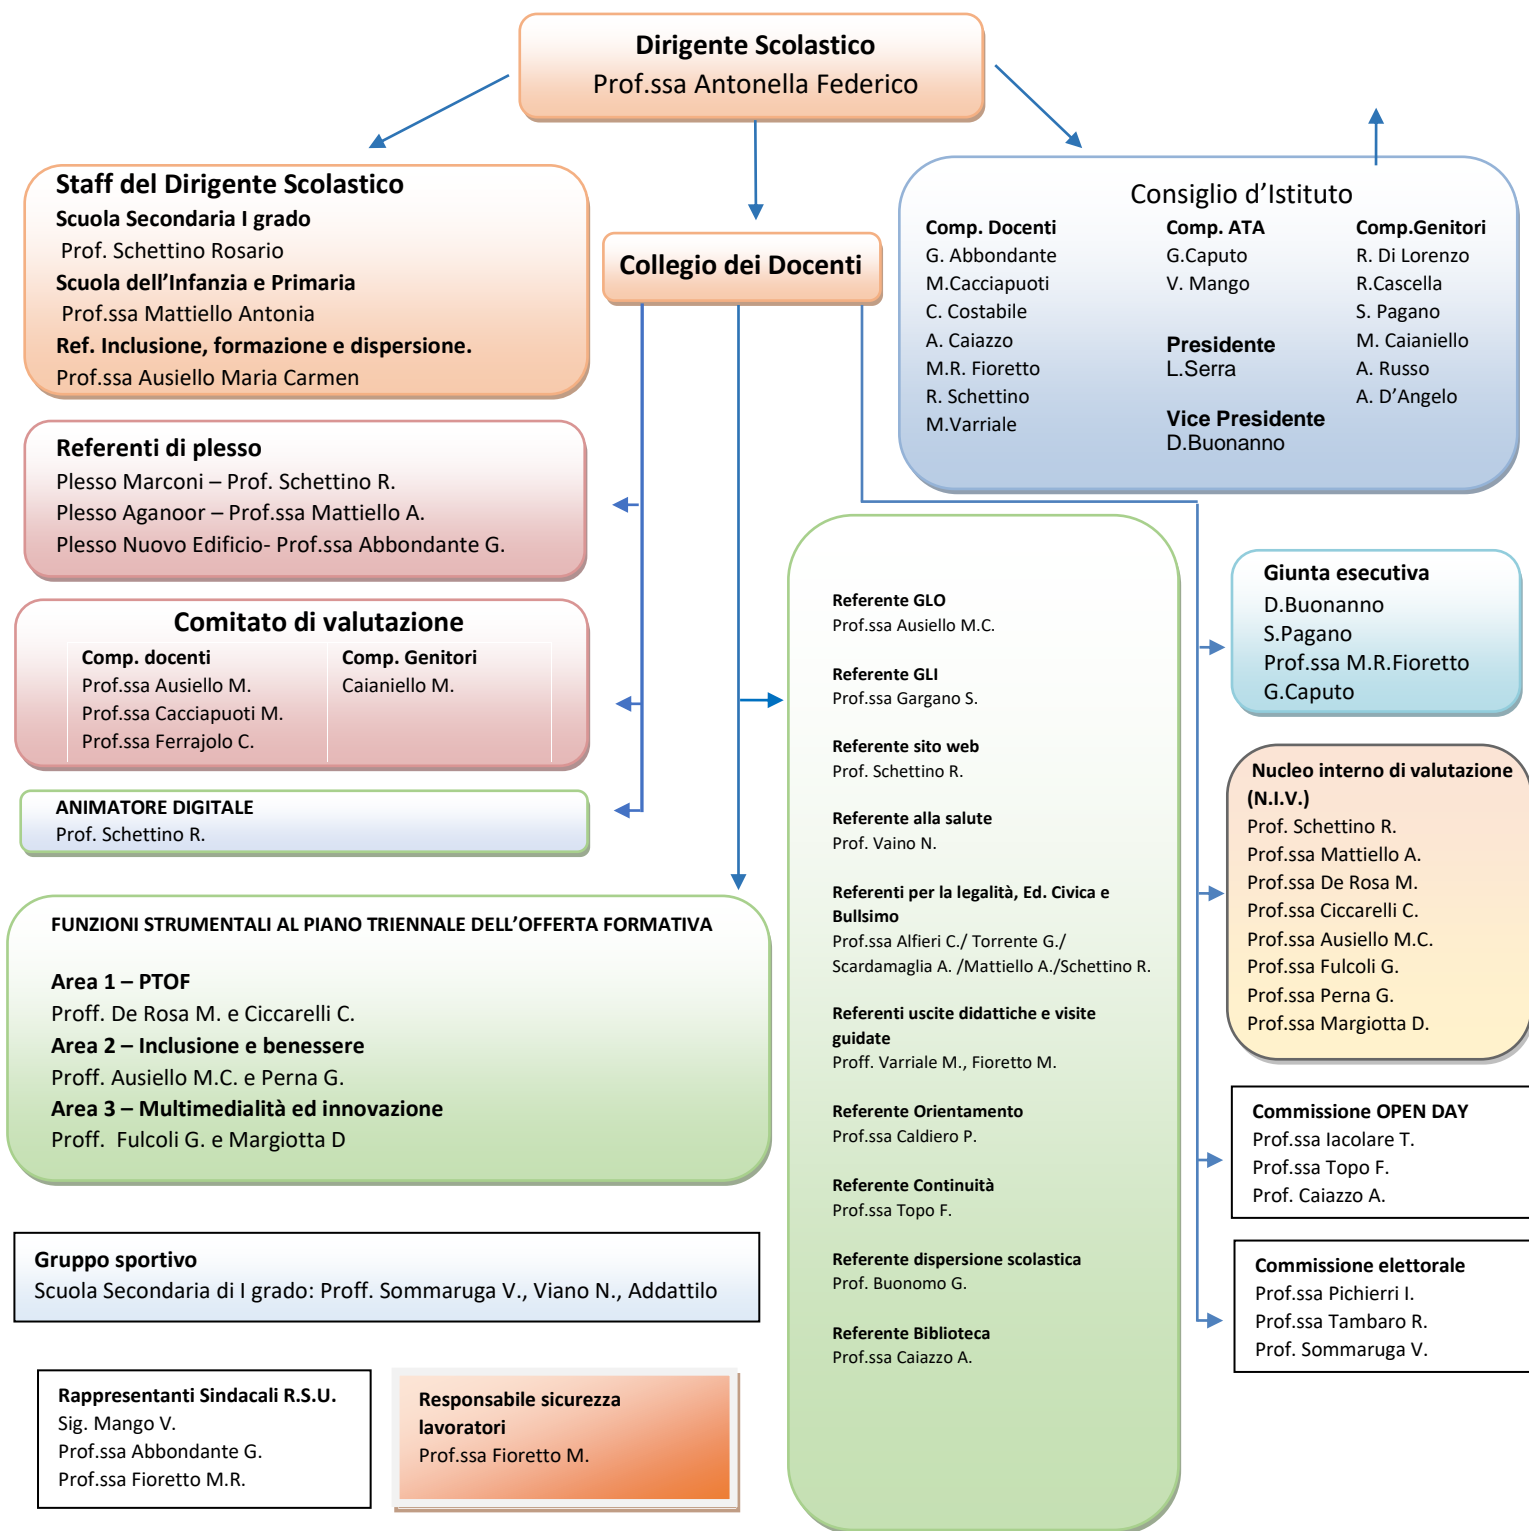 Dirigente Scolastico
Prof.ssa Antonella Federico
Staff del Dirigente Scolastico
Scuola Secondaria I grado
Prof. Schettino Rosario
Scuola dell’Infanzia e Primaria
Prof.ssa Mattiello Antonia
Ref. Inclusione, formazione e dispersione.
Prof.ssa Ausiello Maria Carmen
Collegio dei Docenti
Consiglio d’Istituto
Comp. Docenti
G. Abbondante
M.Cacciapuoti
C. Costabile
A. Caiazzo
M.R. Fioretto
R. Schettino
M.Varriale
Comp. ATA
G.Caputo
V. Mango
Presidente
L.Serra
Vice Presidente
D.Buonanno
Comp.Genitori
R. Di Lorenzo
R.Cascella
S. Pagano
M. Caianiello
A. Russo
A. D’Angelo
Referenti di plesso
Plesso Marconi – Prof. Schettino R.
Plesso Aganoor – Prof.ssa Mattiello A.
Plesso Nuovo Edificio- Prof.ssa Abbondante G.
Comitato di valutazione
Comp. docenti
Prof.ssa Ausiello M.
Prof.ssa Cacciapuoti M.
Prof.ssa Ferrajolo C.
Comp. Genitori
Caianiello M.
ANIMATORE DIGITALE
Prof. Schettino R.
FUNZIONI STRUMENTALI AL PIANO TRIENNALE DELL’OFFERTA FORMATIVA
Area 1 – PTOF
Proff. De Rosa M. e Ciccarelli C.
Area 2 – Inclusione e benessere
Proff. Ausiello M.C. e Perna G.
Area 3 – Multimedialità ed innovazione
Proff. Fulcoli G. e Margiotta D
Gruppo sportivo
Scuola Secondaria di I grado: Proff. Sommaruga V., Viano N., Addattilo
Rappresentanti Sindacali R.S.U.
Sig. Mango V.
Prof.ssa Abbondante G.
Prof.ssa Fioretto M.R.
Responsabile sicurezza
lavoratori
Prof.ssa Fioretto M.
Referente GLO
Prof.ssa Ausiello M.C.
Referente GLI
Prof.ssa Gargano S.
Referente sito web
Prof. Schettino R.
Referente alla salute
Prof. Vaino N.
Referenti per la legalità, Ed. Civica e
Bullsimo
Prof.ssa Alfieri C./ Torrente G./
Scardamaglia A. /Mattiello A./Schettino R.
Referenti uscite didattiche e visite
guidate
Proff. Varriale M., Fioretto M.
Referente Orientamento
Prof.ssa Caldiero P.
Referente Continuità
Prof.ssa Topo F.
Referente dispersione scolastica
Prof. Buonomo G.
Referente Biblioteca
Prof.ssa Caiazzo A.
Giunta esecutiva
D.Buonanno
S.Pagano
Prof.ssa M.R.Fioretto
G.Caputo
Nucleo interno di valutazione
(N.I.V.)
Prof. Schettino R.
Prof.ssa Mattiello A.
Prof.ssa De Rosa M.
Prof.ssa Ciccarelli C.
Prof.ssa Ausiello M.C.
Prof.ssa Fulcoli G.
Prof.ssa Perna G.
Prof.ssa Margiotta D.
Commissione OPEN DAY
Prof.ssa Iacolare T.
Prof.ssa Topo F.
Prof. Caiazzo A.
Commissione elettorale
Prof.ssa Pichierri I.
Prof.ssa Tambaro R.
Prof. Sommaruga V.